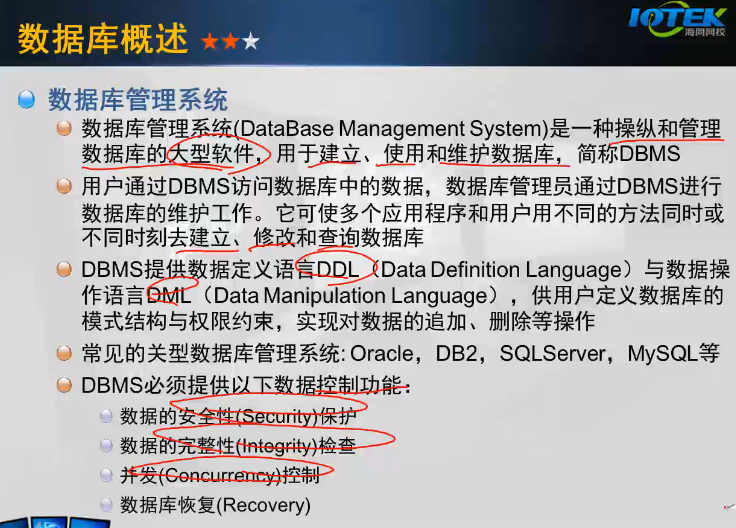 数据库概述
IOTEK
海同网校
数据库管理系统
数据库管理系统(DataBase Management System)是一种操纵和管理
数据库的大型软件，用于建立、使用和维护数据库，简称DBMS
用户通过DBMS访问数据库中的数据，数据库管理员通过DBMS进行
数据库的维护工作。它可使多个应用程序和用户用不同的方法同时或
不同时刻去建立、修改和查询数据库
DBMS提供数据定义语言DDL（Data Definition Language）与数据操
作语言DML（Data Manipulation Language），供用户定义数据库的
模式结构与权限约束，实现对数据的追加、删除等操作
常见的关型数据库管理系统: Oracle，DB2，SQLServer，MySQL等
DBMS必须提供以下数据控制功能：
数据的安全性(Security)保护
数据的完整性(Integrity)检查
并发(Concurrency)控制
数据库恢复(Recovery)